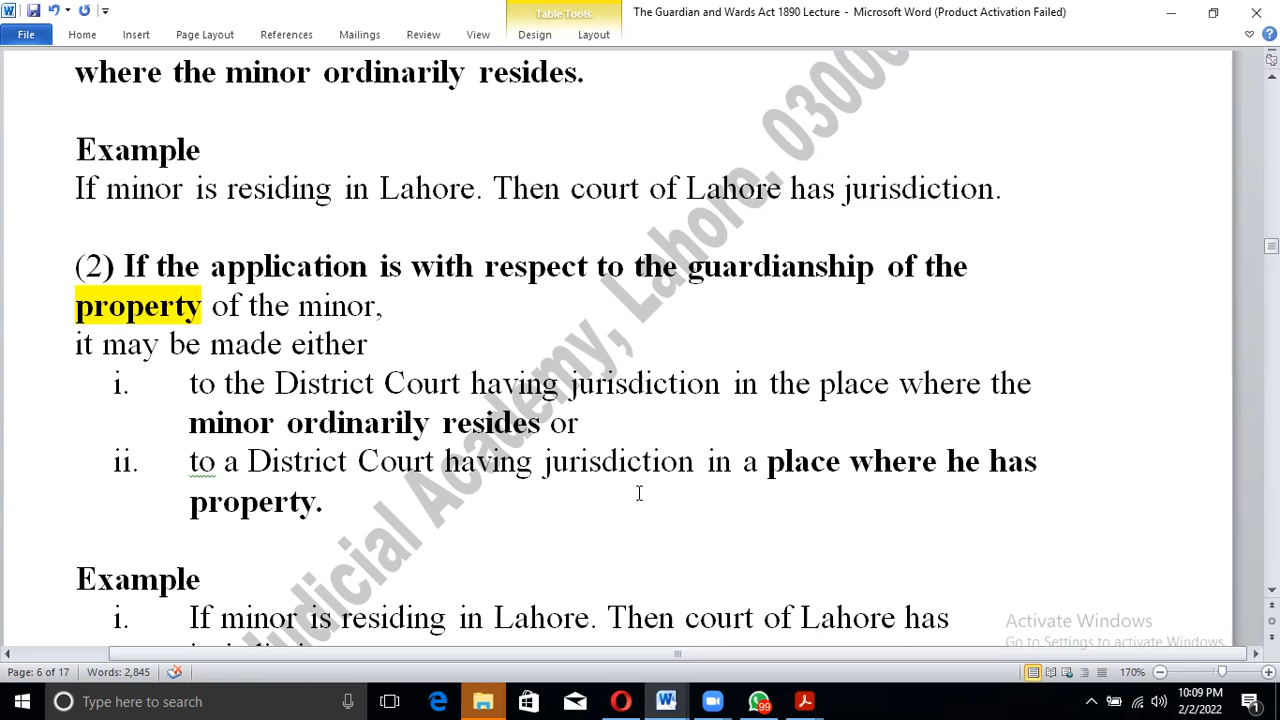 Table Tools
The Guardian and Wards Act 1890 Lecture - Microsoft Word (Product Activation Failed)
File Home Insert Page Layout References Mailings Review View Design Layout
where the minor ordinarily resides.
Example
If minor is residing in Lahore. Then court of Lahore has jurisdiction.
(2) If the application is with respect to the guardianship of the
property of the minor,
it may be made either
i. to the District Court having jurisdiction in the place where the
minor ordinarily resides or
ii. to a District Court having jurisdiction in a place where he has
property.
Example
i. If minor is residing in Lahore. Then court of Lahore has
Judicial Academy, Lahore. 0300
Activate Windows
Go to Settings to activate Windows.
Page: 6 of 17 Words: 2,845 170%
Type here to search
99
10:09 PM
2/2/2022
1